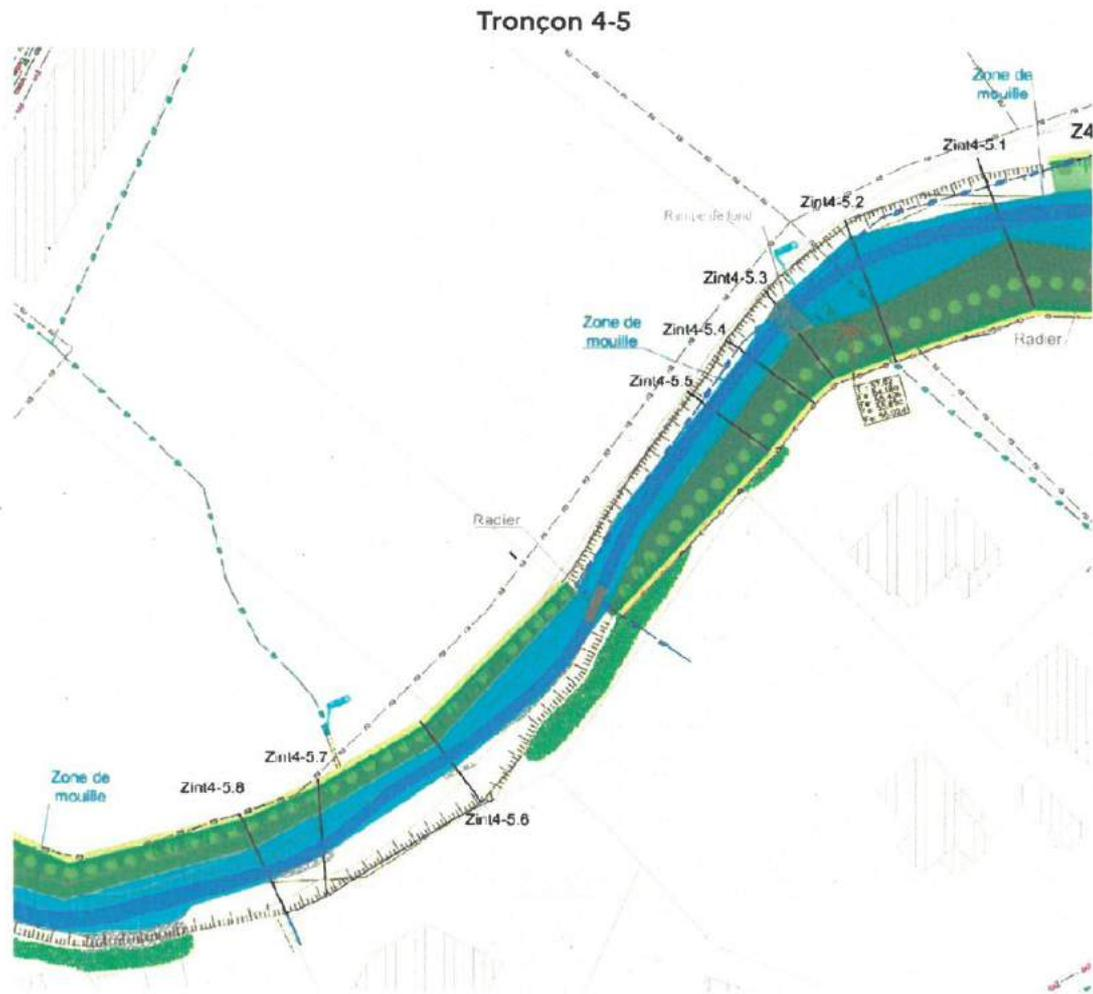 Tronçon 4-5
Zone de
mouille
Z4
Zint4-5.1
Zint4-5.2
Zint4-5.3
Zone de
mouille
Zint4-5.4
Radier
Zint4-5.5
Radier
Zint4-5.7
Zone de
mouille
Zint4-5.8
Zint4-5.6